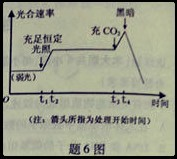 光合速率
黑暗
充CO₂
充足恒定
光照
(弱光)
0
t₁ t₂ t₃ t₄ 时间
(注:箭头所指为处理开始时间)
题6图